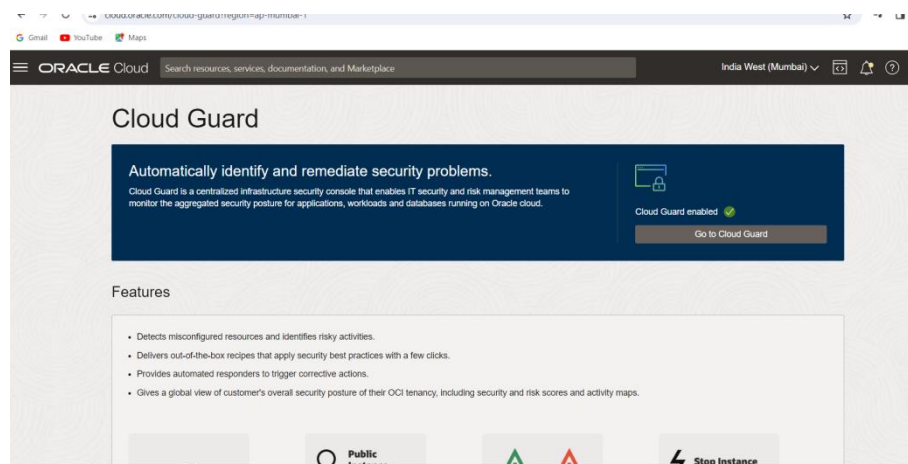 cloud.oracle.com/cloud-guard?region=ap-mumbai-1
Gmail YouTube Maps
ORACLE Cloud Search resources, services, documentation, and Marketplace India West (Mumbai)
Cloud Guard
Automatically identify and remediate security problems.
Cloud Guard is a centralized infrastructure security console that enables IT security and risk management teams to
monitor the aggregated security posture for applications, workloads and databases running on Oracle cloud.
Cloud Guard enabled
Go to Cloud Guard
Features
• Detects misconfigured resources and identifies risky activities.
• Delivers out-of-the-box recipes that apply security best practices with a few clicks.
• Provides automated responders to trigger corrective actions.
• Gives a global view of customer's overall security posture of their OCI tenancy, including security and risk scores and activity maps.
Public
Stop Instance